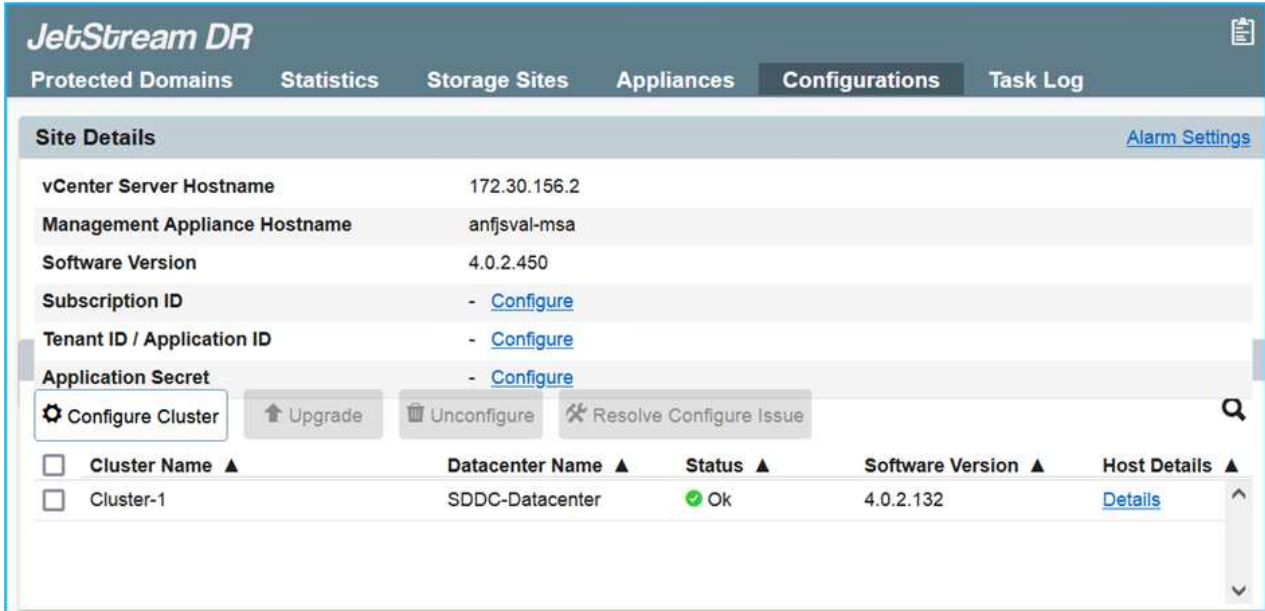 JetStream DR
Protected Domains Statistics Storage Sites Appliances Configurations Task Log
Site Details Alarm Settings
vCenter Server Hostname 172.30.156.2
Management Appliance Hostname anfjsval-msa
Software Version 4.0.2.450
Subscription ID - Configure
Tenant ID / Application ID - Configure
Application Secret - Configure
Configure Cluster Upgrade Unconfigure Resolve Configure Issue
Cluster Name ▲ Datacenter Name ▲ Status ▲ Software Version ▲ Host Details ▲
Cluster-1 SDDC-Datacenter Ok 4.0.2.132 Details